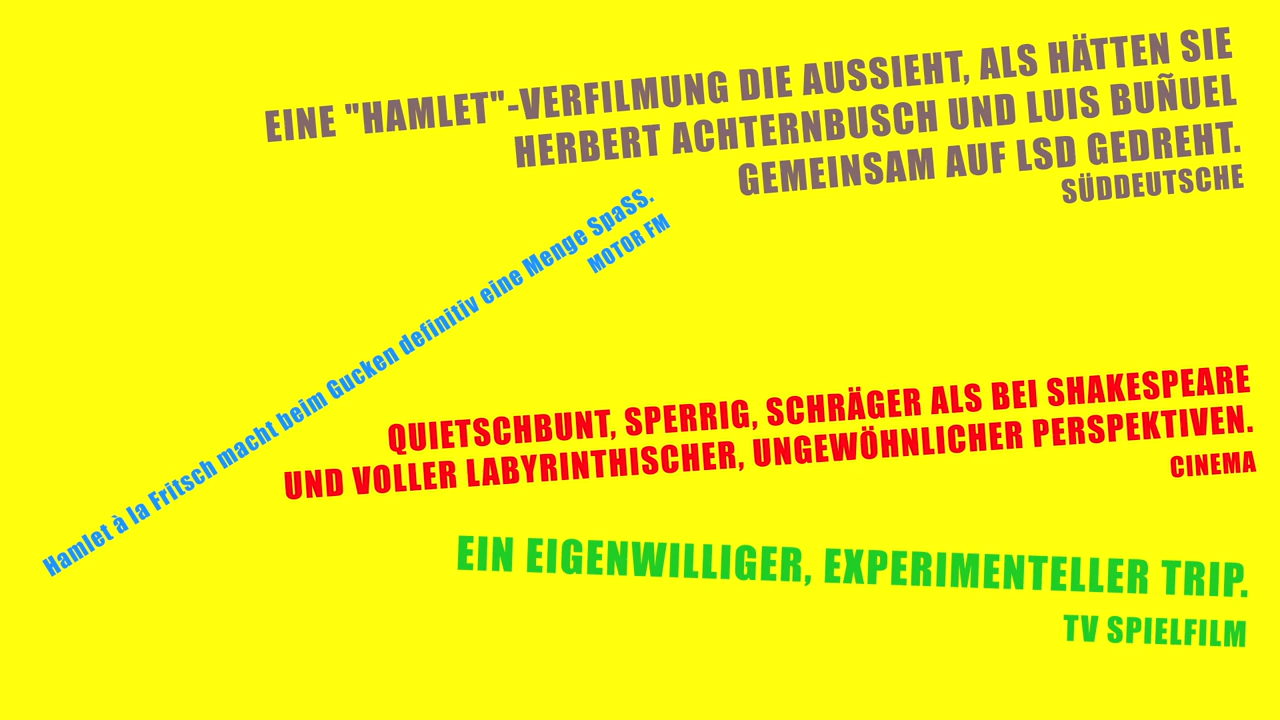 EINE "HAMLET"-VERFILMUNG DIE AUSSIEHT, ALS HÄTTEN SIE
HERBERT ACHTERNBUSCH UND LUIS BUÑUEL
GEMEINSAM AUF LSD GEDREHT.
SÜDDEUTSCHE
Hamlet à la Fritsch macht beim Gucken definitiv eine Menge SpaSS.
MOTOR FM
QUIETSCHBUNT, SPERRIG, SCHRÄGER ALS BEI SHAKESPEARE
UND VOLLER LABYRINTHISCHER, UNGEWÖHNLICHER PERSPEKTIVEN.
CINEMA
EIN EIGENWILLIGER, EXPERIMENTELLER TRIP.
TV SPIELFILM